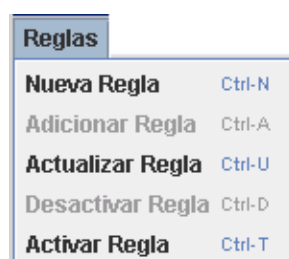 Reglas
Nueva Regla Ctrl-N
Adicionar Regla Ctrl-A
Actualizar Regla Ctrl-U
Desactivar Regla Ctrl-D
Activar Regla Ctrl-T